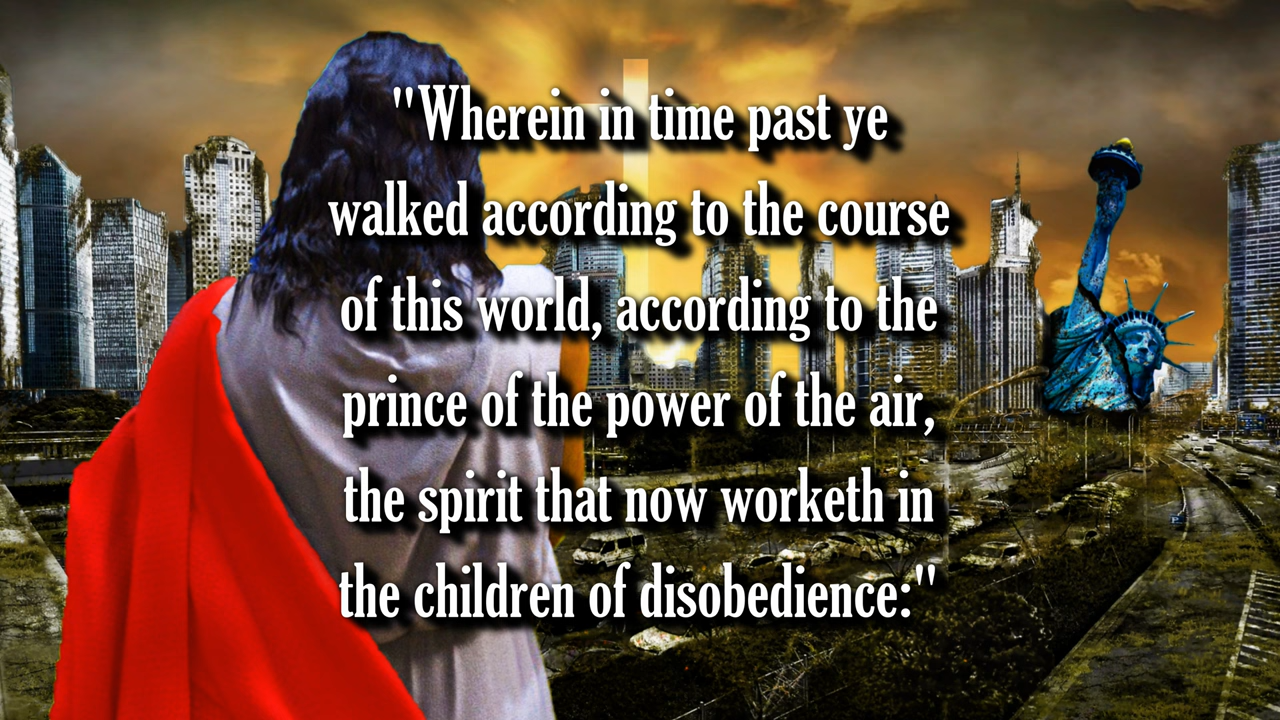 "Wherein in time past ye
walked according to the course
of this world, according to the
prince of the power of the air,
the spirit that now worketh in
the children of disobedience:"